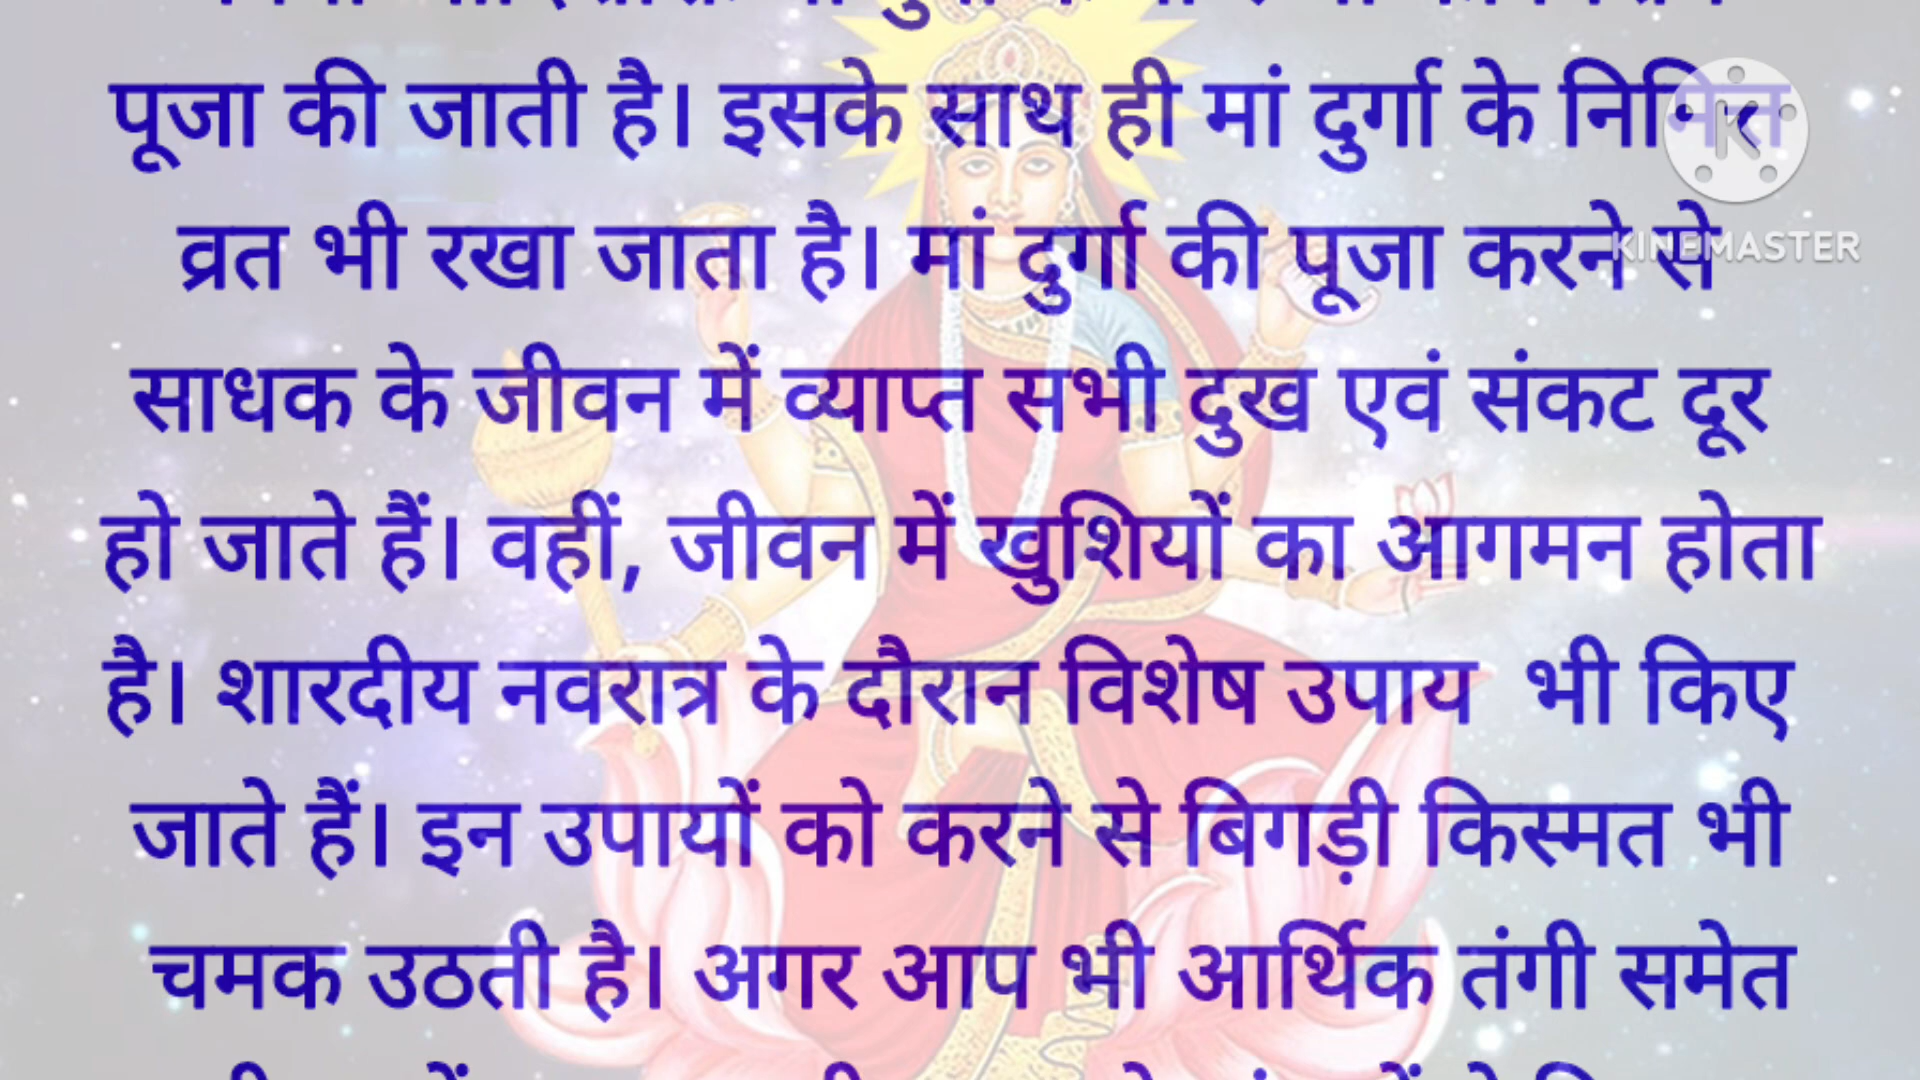 पूजा की जाती है। इसके साथ ही मां दुर्गा के निमित्त
व्रत भी रखा जाता है। मां दुर्गा की पूजा करने से
KINEMASTER
साधक के जीवन में व्याप्त सभी दुख एवं संकट दूर
हो जाते हैं। वहीं, जीवन में खुशियों का आगमन होता
है। शारदीय नवरात्र के दौरान विशेष उपाय भी किए
जाते हैं। इन उपायों को करने से बिगड़ी किस्मत भी
चमक उठती है। अगर आप भी आर्थिक तंगी समेत